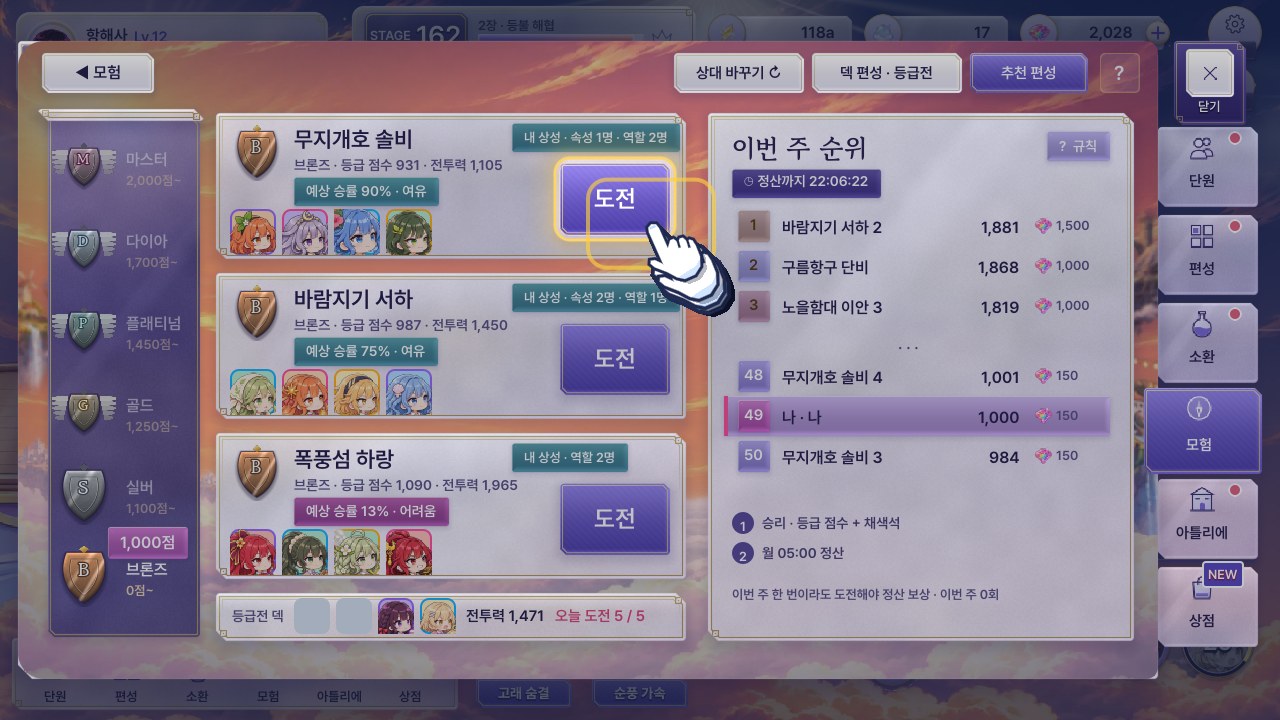 항해사 Lv.12
STAGE 162
2장 · 등불 해협
118a
17
2,028
◀ 모험
상대 바꾸기
덱 편성 · 등급전
추천 편성
?
닫기
M
마스터
2,000점~
D
다이아
1,700점~
P
플래티넘
1,450점~
G
골드
1,250점~
S
실버
1,100점~
1,000점
B
브론즈
0점~
B
무지개호 솔비
내 상성 · 속성 1명 · 역할 2명
브론즈 · 등급 점수 931 · 전투력 1,105
예상 승률 90% · 여유
도전
B
바람지기 서하
내 상성 · 속성 2명 · 역할 1명
브론즈 · 등급 점수 987 · 전투력 1,450
예상 승률 75% · 여유
도전
B
폭풍섬 하랑
내 상성 · 역할 2명
브론즈 · 등급 점수 1,090 · 전투력 1,965
예상 승률 13% · 어려움
도전
등급전 덱
전투력 1,471
오늘 도전 5 / 5
이번 주 순위
? 규칙
정산까지 22:06:22
1 바람지기 서하 2 1,881 1,500
2 구름항구 단비 1,868 1,000
3 노을함대 이안 3 1,819 1,000
...
48 무지개호 솔비 4 1,001 150
49 나 · 나 1,000 150
50 무지개호 솔비 3 984 150
1 승리 · 등급 점수 + 채색석
2 월 05:00 정산
이번 주 한 번이라도 도전해야 정산 보상 · 이번 주 0회
단원
편성
소환
모험
아틀리에
NEW
상점
단원
편성
소환
모험
아틀리에
상점
고래 숨결
순풍 가속